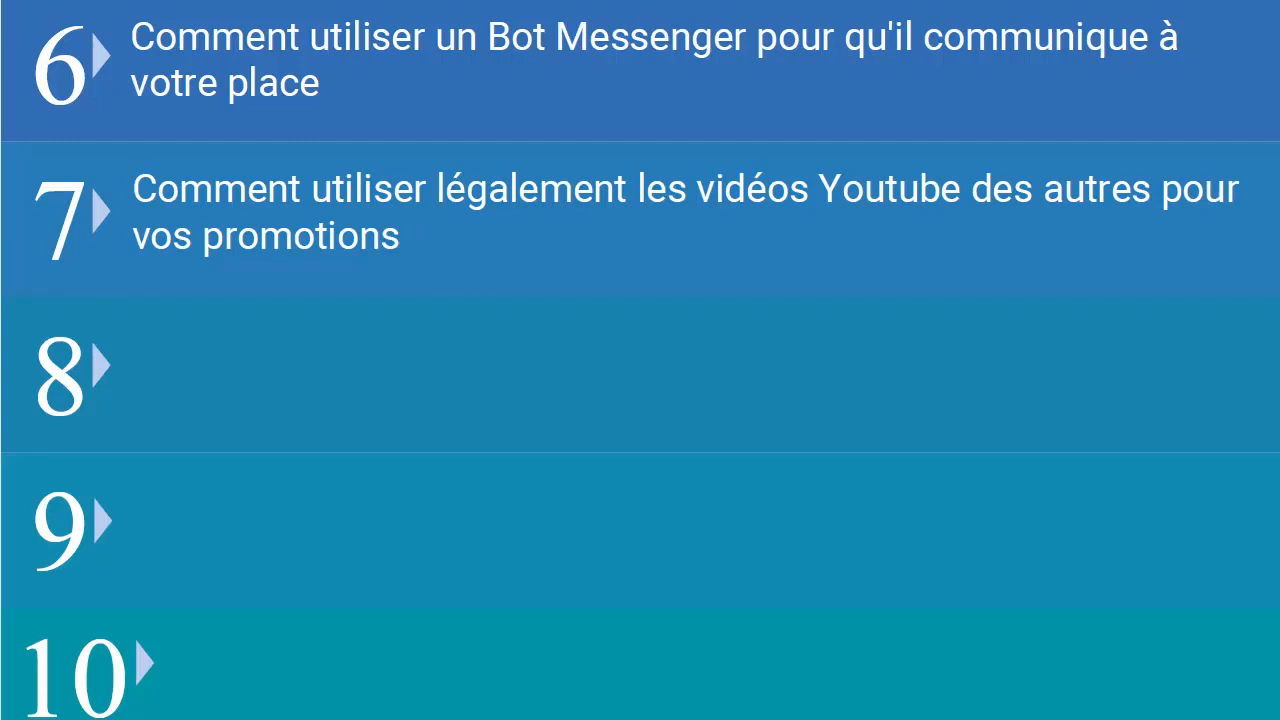 6 Comment utiliser un Bot Messenger pour qu'il communique à
votre place
7 Comment utiliser légalement les vidéos Youtube des autres pour
vos promotions
8
9
10